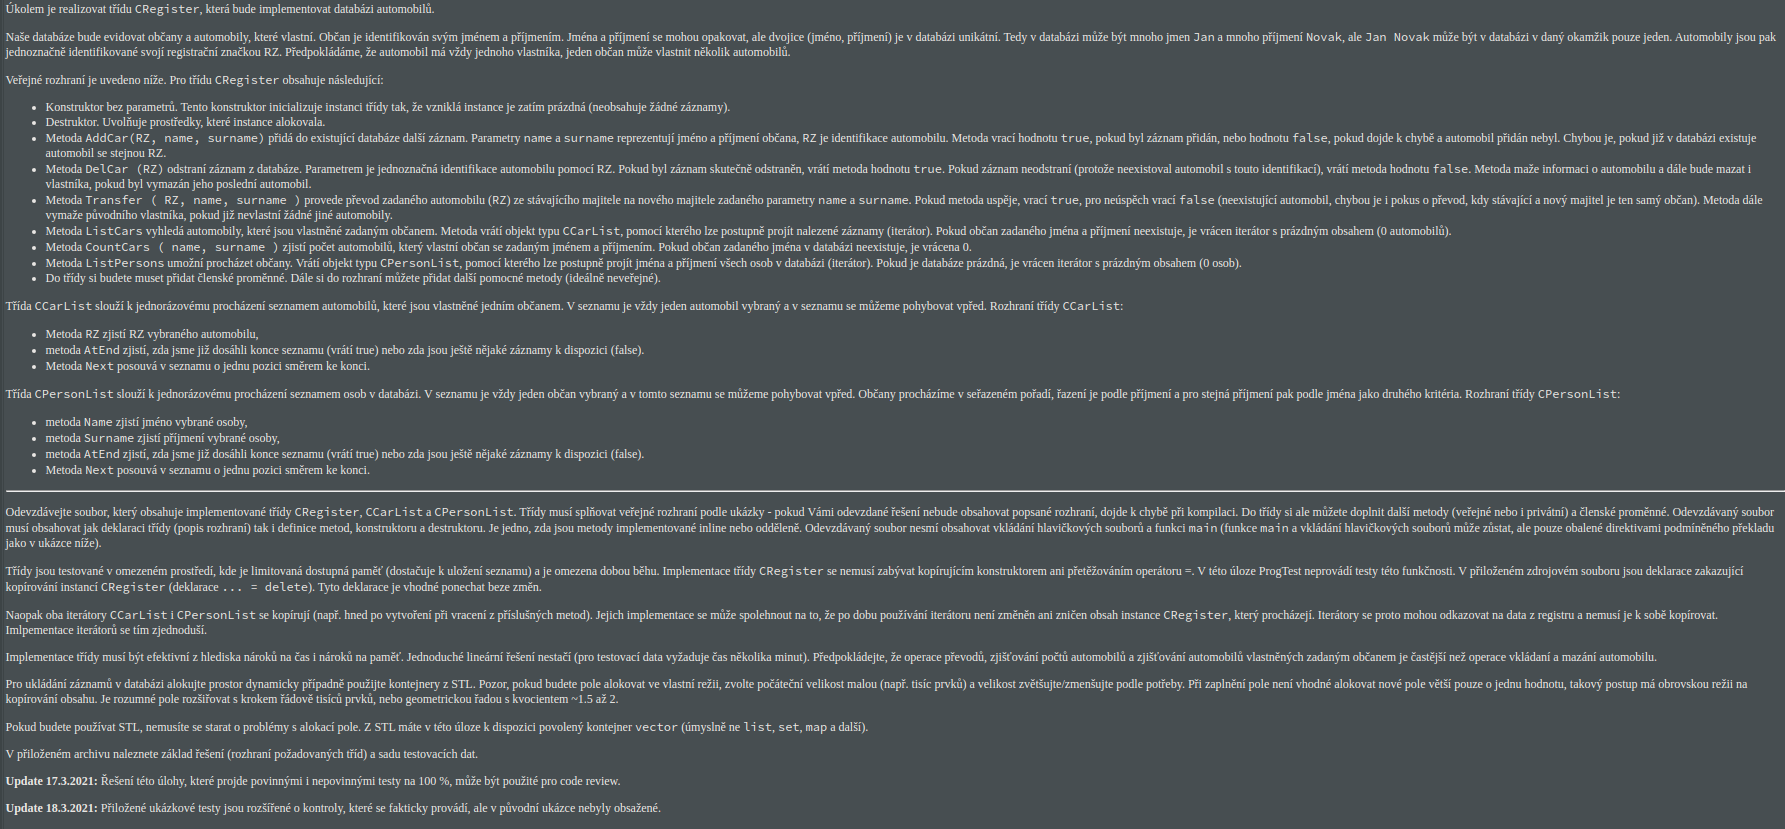 Úkolem je realizovat třídu CRegister, která bude implementovat databázi automobilů.
Naše databáze bude evidovat občany a automobily, které vlastní. Občan je identifikován svým jménem a příjmením. Jména a příjmení se mohou opakovat, ale dvojice (jméno, příjmení) je v databázi unikátní. Tedy v databázi může být mnoho jmen Jan a mnoho příjmení Novak, ale Jan Novak může být v databázi v daný okamžik pouze jeden. Automobily jsou pak
jednoznačně identifikované svojí registrační značkou RZ. Předpokládáme, že automobil má vždy jednoho vlastníka, jeden občan může vlastnit několik automobilů.
Veřejné rozhraní je uvedeno níže. Pro třídu CRegister obsahuje následující:
• Konstruktor bez parametrů. Tento konstruktor inicializuje instanci třídy tak, že vzniklá instance je zatím prázdná (neobsahuje žádné záznamy).
• Destruktor. Uvolňuje prostředky, které instance alokovala.
• Metoda AddCar(RZ, name, surname) přidá do existující databáze další záznam. Parametry name a surname reprezentují jméno a příjmení občana, RZ je identifikace automobilu. Metoda vrací hodnotu true, pokud byl záznam přidán, nebo hodnotu false, pokud dojde k chybě a automobil přidán nebyl. Chybou je, pokud již v databázi existuje
automobil se stejnou RZ.
• Metoda DelCar (RZ) odstraní záznam z databáze. Parametrem je jednoznačná identifikace automobilu pomocí RZ. Pokud byl záznam skutečně odstraněn, vrátí metoda hodnotu true. Pokud záznam neodstraní (protože neexistoval automobil s touto identifikací), vrátí metoda hodnotu false. Metoda maže informaci o automobilu a dále bude mazat i
vlastníka, pokud byl vymazán jeho poslední automobil.
• Metoda Transfer ( RZ, name, surname ) provede převod zadaného automobilu (RZ) ze stávajícího majitele na nového majitele zadaného parametry name a surname. Pokud metoda uspěje, vrací true, pro neúspěch vrací false (neexistující automobil, chybou je i pokus o převod, kdy stávající a nový majitel je ten samý občan). Metoda dále
vymaže původního vlastníka, pokud již nevlastní žádné jiné automobily.
• Metoda ListCars vyhledá automobily, které jsou vlastněné zadaným občanem. Metoda vrátí objekt typu CCarList, pomocí kterého lze postupně projít nalezené záznamy (iterátor). Pokud občan zadaného jména a příjmení neexistuje, je vrácen iterátor s prázdným obsahem (0 automobilů).
• Metoda CountCars ( name, surname ) zjistí počet automobilů, který vlastní občan se zadaným jménem a příjmením. Pokud občan zadaného jména v databázi neexistuje, je vrácena 0.
• Metoda ListPersons umožní procházet občany. Vrátí objekt typu CPersonList, pomocí kterého lze postupně projít jména a příjmení všech osob v databázi (iterátor). Pokud je databáze prázdná, je vrácen iterátor s prázdným obsahem (0 osob).
• Do třídy si budete muset přidat členské proměnné. Dále si do rozhraní můžete přidat další pomocné metody (ideálně neveřejné).
Třída CCarList slouží k jednorázovému procházení seznamem automobilů, které jsou vlastněné jedním občanem. V seznamu je vždy jeden automobil vybraný a v seznamu se můžeme pohybovat vpřed. Rozhraní třídy CCarList:
• Metoda RZ zjistí RZ vybraného automobilu,
• metoda AtEnd zjistí, zda jsme již dosáhli konce seznamu (vrátí true) nebo zda jsou ještě nějaké záznamy k dispozici (false).
• Metoda Next posouvá v seznamu o jednu pozici směrem ke konci.
Třída CPersonList slouží k jednorázovému procházení seznamem osob v databázi. V seznamu je vždy jeden občan vybraný a v tomto seznamu se můžeme pohybovat vpřed. Občany procházíme v seřazeném pořadí, řazení je podle příjmení a pro stejná příjmení pak podle jména jako druhého kritéria. Rozhraní třídy CPersonList:
• metoda Name zjistí jméno vybrané osoby,
• metoda Surname zjistí příjmení vybrané osoby,
• metoda AtEnd zjistí, zda jsme již dosáhli konce seznamu (vrátí true) nebo zda jsou ještě nějaké záznamy k dispozici (false).
• Metoda Next posouvá v seznamu o jednu pozici směrem ke konci.
Odevzdávejte soubor, který obsahuje implementované třídy CRegister, CCarList a CPersonList. Třídy musí splňovat veřejné rozhraní podle ukázky - pokud Vámi odevzdané řešení nebude obsahovat popsané rozhraní, dojde k chybě při kompilaci. Do třídy si ale můžete doplnit další metody (veřejné nebo i privátní) a členské proměnné. Odevzdávaný soubor
musí obsahovat jak deklaraci třídy (popis rozhraní) tak i definice metod, konstruktoru a destruktoru. Je jedno, zda jsou metody implementované inline nebo odděleně. Odevzdávaný soubor nesmí obsahovat vkládání hlavičkových souborů a funkci main (funkce main a vkládání hlavičkových souborů může zůstat, ale pouze obalené direktivami podmíněného překladu
jako v ukázce níže).
Třídy jsou testované v omezeném prostředí, kde je limitovaná dostupná paměť (dostačuje k uložení seznamu) a je omezena dobou běhu. Implementace třídy CRegister se nemusí zabývat kopírujícím konstruktorem ani přetěžováním operátoru =. V této úloze ProgTest neprovádí testy této funkčnosti. V přiloženém zdrojovém souboru jsou deklarace zakazující
kopírování instancí CRegister (deklarace ... = delete). Tyto deklarace je vhodné ponechat beze změn.
Naopak oba iterátory CCarList i CPersonList se kopírují (např. hned po vytvoření při vracení z příslušných metod). Jejich implementace se může spolehnout na to, že po dobu používání iterátoru není změněn ani zničen obsah instance CRegister, který procházejí. Iterátory se proto mohou odkazovat na data z registru a nemusí je k sobě kopírovat.
Imlpementace iterátorů se tím zjednoduší.
Implementace třídy musí být efektivní z hlediska nároků na čas i nároků na paměť. Jednoduché lineární řešení nestačí (pro testovací data vyžaduje čas několika minut). Předpokládejte, že operace převodů, zjišťování počtů automobilů a zjišťování automobilů vlastněných zadaným občanem je častější než operace vkládaní a mazání automobilu.
Pro ukládání záznamů v databázi alokujte prostor dynamicky případně použijte kontejnery z STL. Pozor, pokud budete pole alokovat ve vlastní režii, zvolte počáteční velikost malou (např. tisíc prvků) a velikost zvětšujte/zmenšujte podle potřeby. Při zaplnění pole není vhodné alokovat nové pole větší pouze o jednu hodnotu, takový postup má obrovskou režii na
kopírování obsahu. Je rozumné pole rozšiřovat s krokem řádově tisíců prvků, nebo geometrickou řadou s kvocientem ~1.5 až 2.
Pokud budete používat STL, nemusíte se starat o problémy s alokací pole. Z STL máte v této úloze k dispozici povolený kontejner vector (úmyslně ne list, set, map a další).
V přiloženém archivu naleznete základ řešení (rozhraní požadovaných tříd) a sadu testovacích dat.
Update 17.3.2021: Řešení této úlohy, které projde povinnými i nepovinnými testy na 100 %, může být použité pro code review.
Update 18.3.2021: Přiložené ukázkové testy jsou rozšířené o kontroly, které se fakticky provádí, ale v původní ukázce nebyly obsažené.